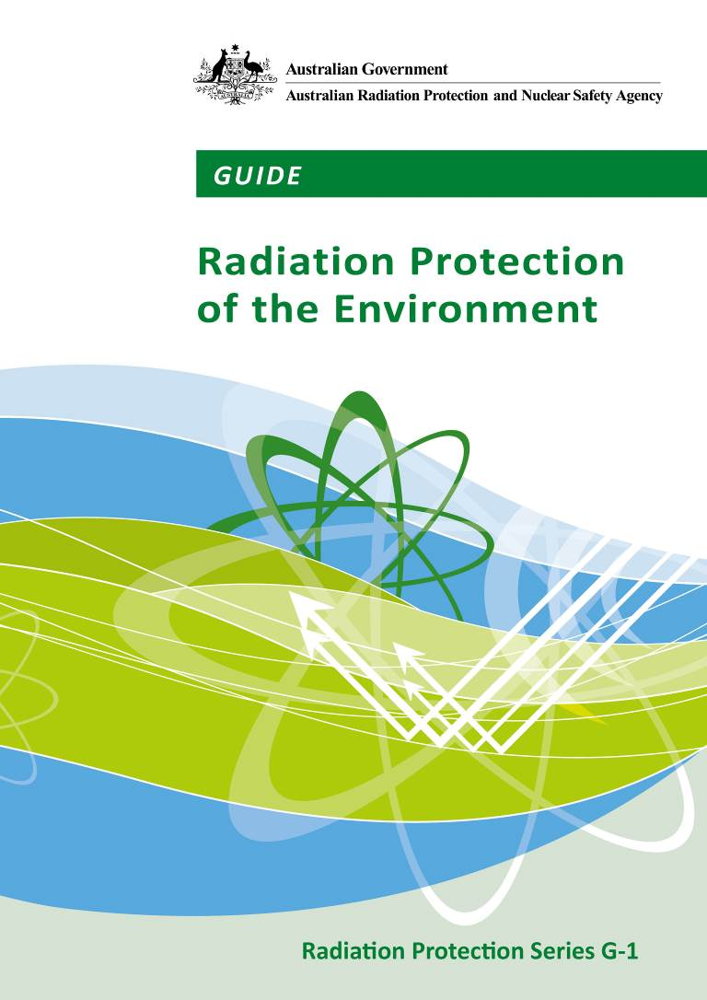 Australian Government
Australian Radiation Protection and Nuclear Safety Agency
GUIDE
Radiation Protection
of the Environment
Radiation Protection Series G-1